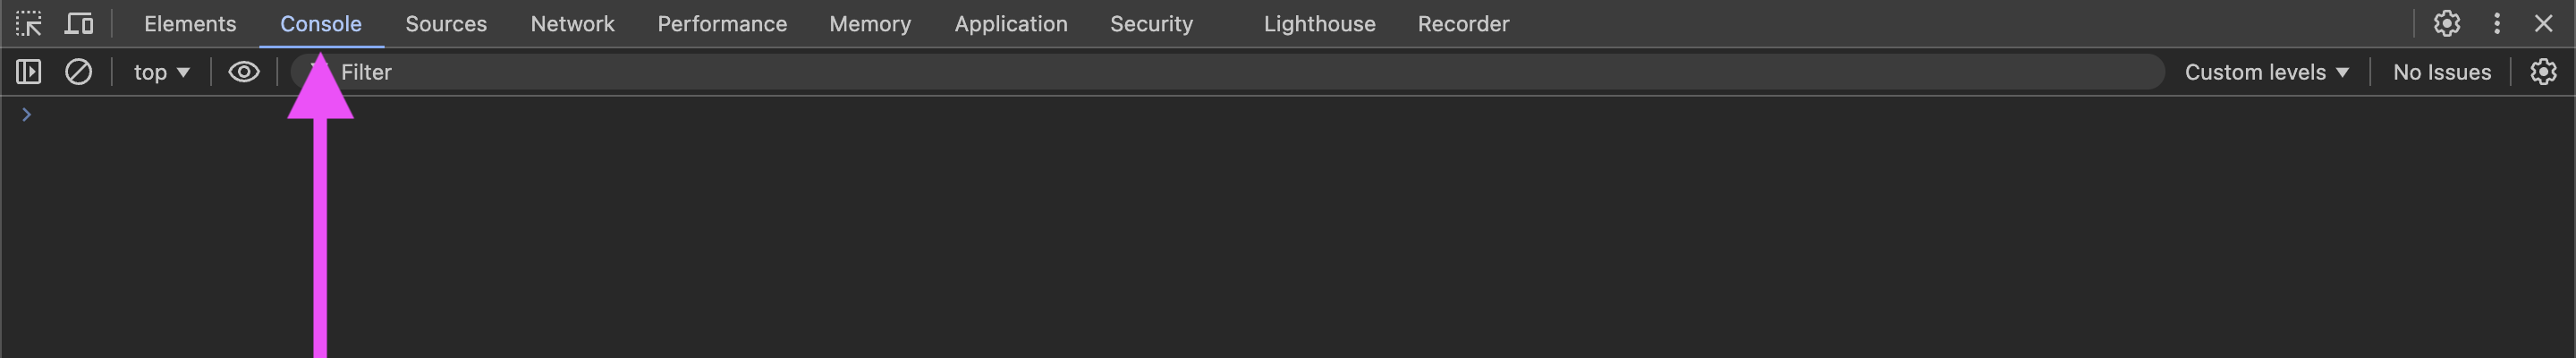 Elements Console Sources Network Performance Memory Application Security Lighthouse Recorder
top Filter Custom levels No Issues